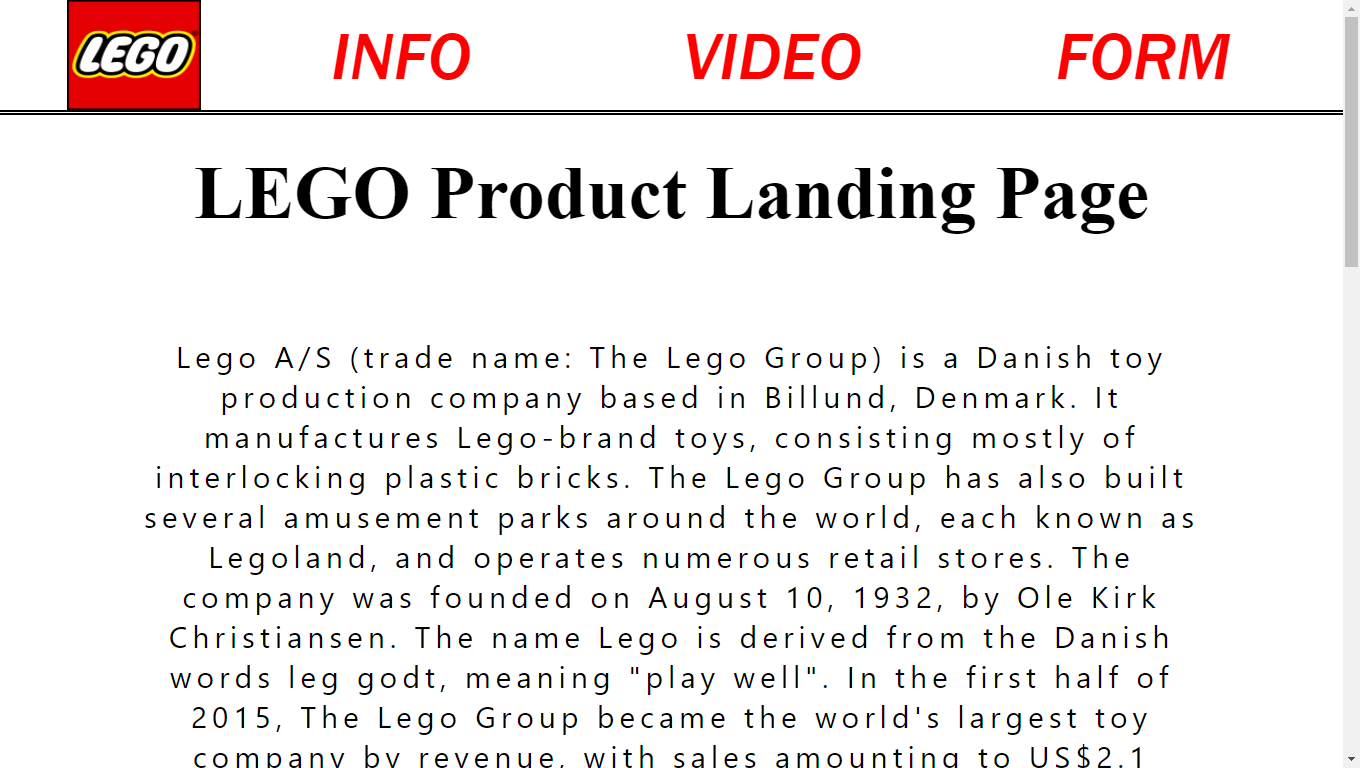 LEGO INFO VIDEO FORM
LEGO Product Landing Page
Lego A/S (trade name: The Lego Group) is a Danish toy
production company based in Billund, Denmark. It
manufactures Lego-brand toys, consisting mostly of
interlocking plastic bricks. The Lego Group has also built
several amusement parks around the world, each known as
Legoland, and operates numerous retail stores. The
company was founded on August 10, 1932, by Ole Kirk
Christiansen. The name Lego is derived from the Danish
words leg godt, meaning "play well". In the first half of
2015, The Lego Group became the world's largest toy
company by revenue, with sales amounting to US$2.1